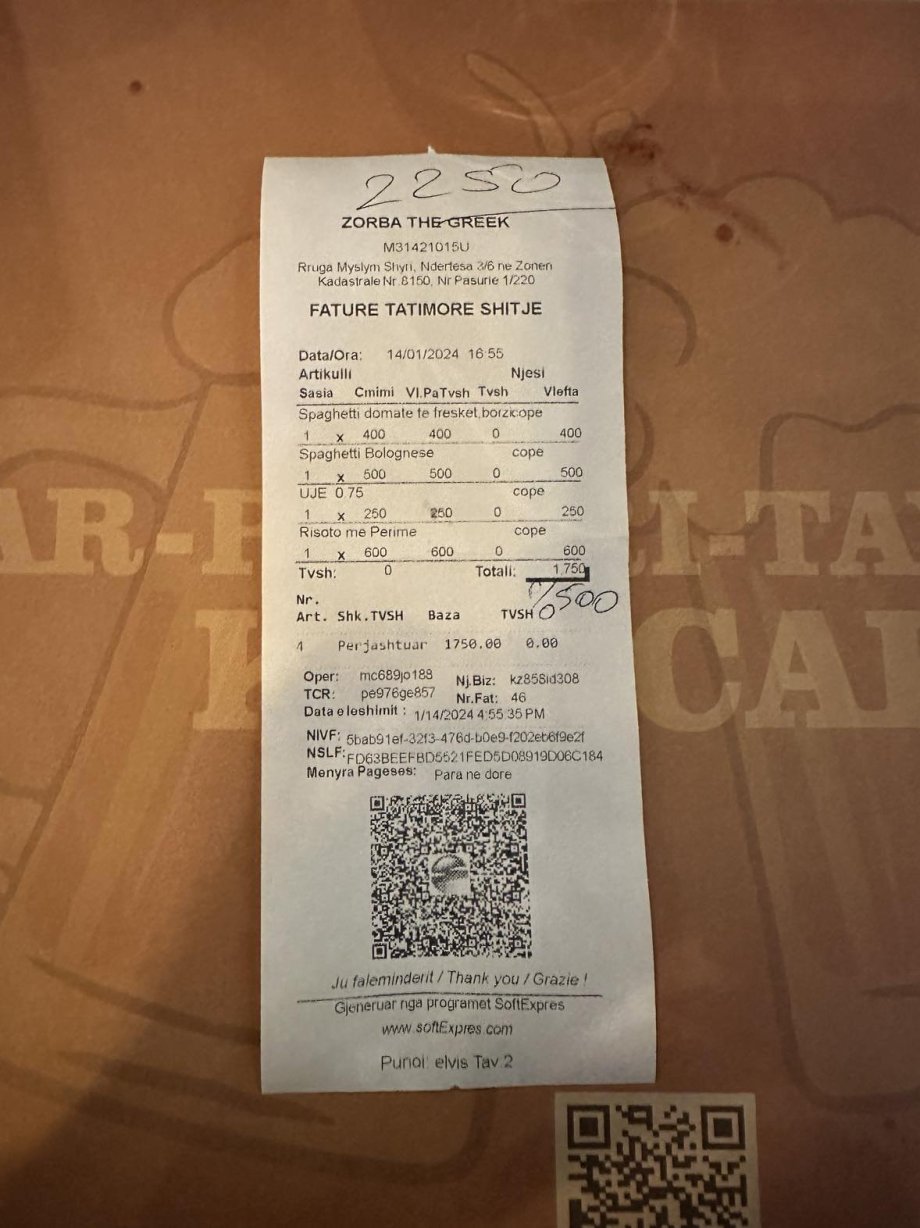 2250
ZORBA THE GREEK
M31421015U
Rruga Myslym Shyri, Ndertesa 3/6 ne Zonen
Kadastrale Nr 8150, Nr Pasurie 1/220
FATURE TATIMORE SHITJE
Data/Ora: 14/01/2024 16:55
Artikulli Njesi
Sasia Cmimi Vl.PaTvsh Tvsh Vlefta
Spaghetti domate te fresket,borzicope
1 x 400 400 0 400
Spaghetti Bolognese cope
1 x 500 500 0 500
UJE 0.75 cope
1 x 250 250 0 250
Risoto me Perime cope
1 x 600 600 0 600
Tvsh: 0 Totali: 1,750
500
Nr.
Art. Shk.TVSH Baza TVSH
4 Perjashtuar 1750.00 0.00
Oper: mc689jo188 Nj.Biz: kz856id308
TCR: pe976ge857 Nr.Fat: 46
Data e leshimit : 1/14/2024 4:55:35 PM
NIVF: 5bab91ef-32f3-476d-b0e9-f202eb6f9e2f
NSLF: FD63BEEFBD5521FED5D08919D06C184
Menyra Pageses: Para ne dore
Ju faleminderit / Thank you / Grazie !
Gjeneruar nga programet SoftExpres
www.softExpres.com
Punoi: elvis Tav.2
AR-P LI-TA
K CAL